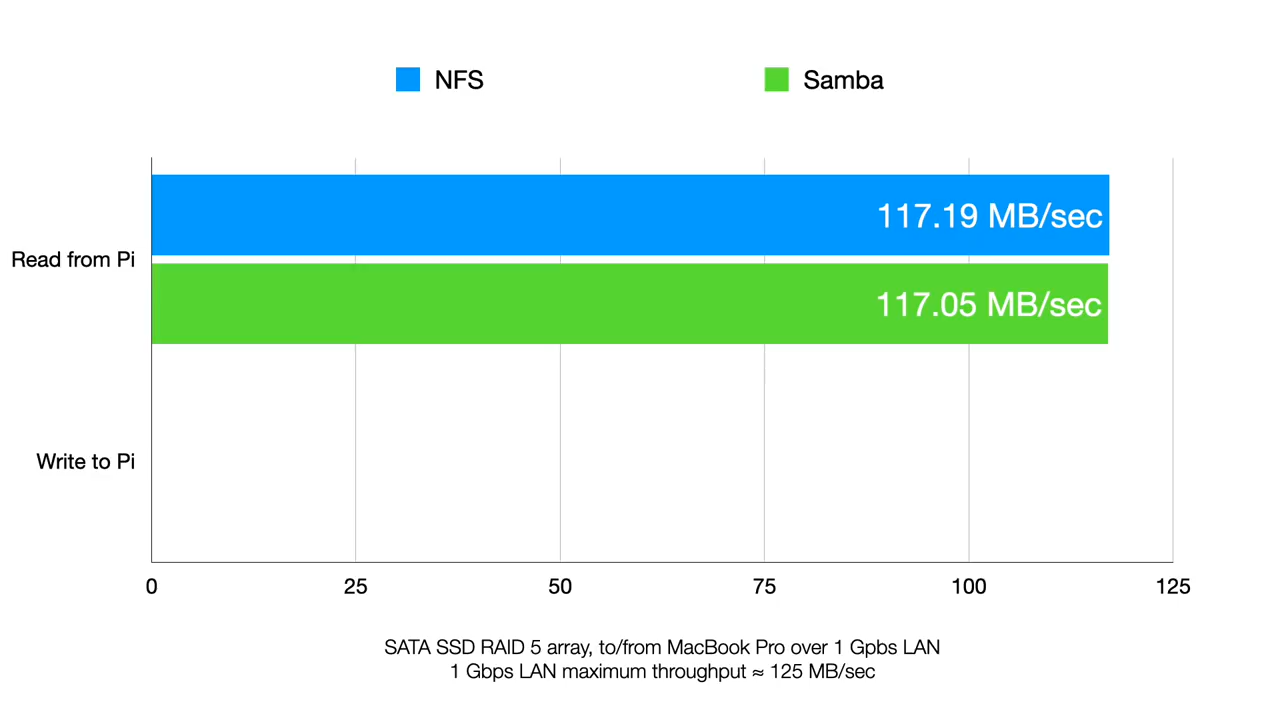 NFS
Samba
117.19 MB/sec
Read from Pi
117.05 MB/sec
Write to Pi
0 25 50 75 100 125
SATA SSD RAID 5 array, to/from MacBook Pro over 1 Gpbs LAN
1 Gbps LAN maximum throughput ≈ 125 MB/sec